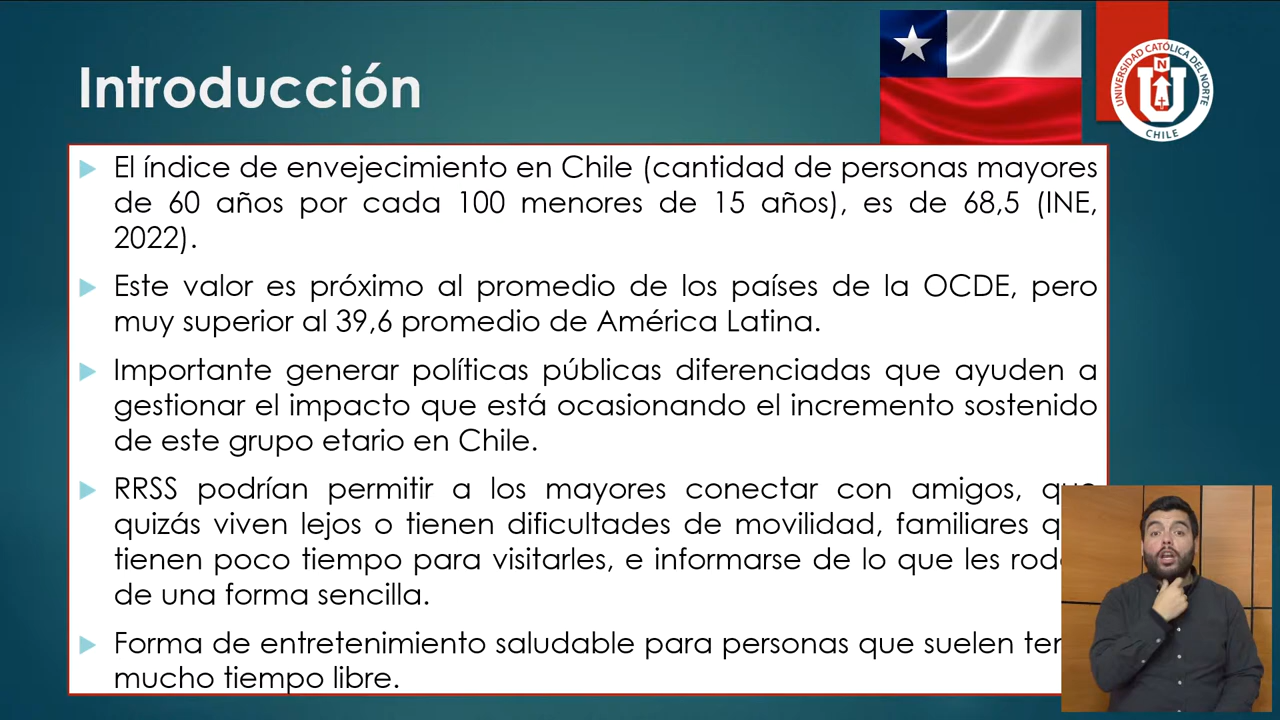 Introducción
UNIVERSIDAD CATÓLICA DEL NORTE
N
CHILE
El índice de envejecimiento en Chile (cantidad de personas mayores
de 60 años por cada 100 menores de 15 años), es de 68,5 (INE,
2022).
Este valor es próximo al promedio de los países de la OCDE, pero
muy superior al 39,6 promedio de América Latina.
Importante generar políticas públicas diferenciadas que ayuden a
gestionar el impacto que está ocasionando el incremento sostenido
de este grupo etario en Chile.
RRSS podrían permitir a los mayores conectar con amigos,
quizás viven lejos o tienen dificultades de movilidad, familiares
tienen poco tiempo para visitarles, e informarse de lo que les
de una forma sencilla.
Forma de entretenimiento saludable para personas que suelen
mucho tiempo libre.